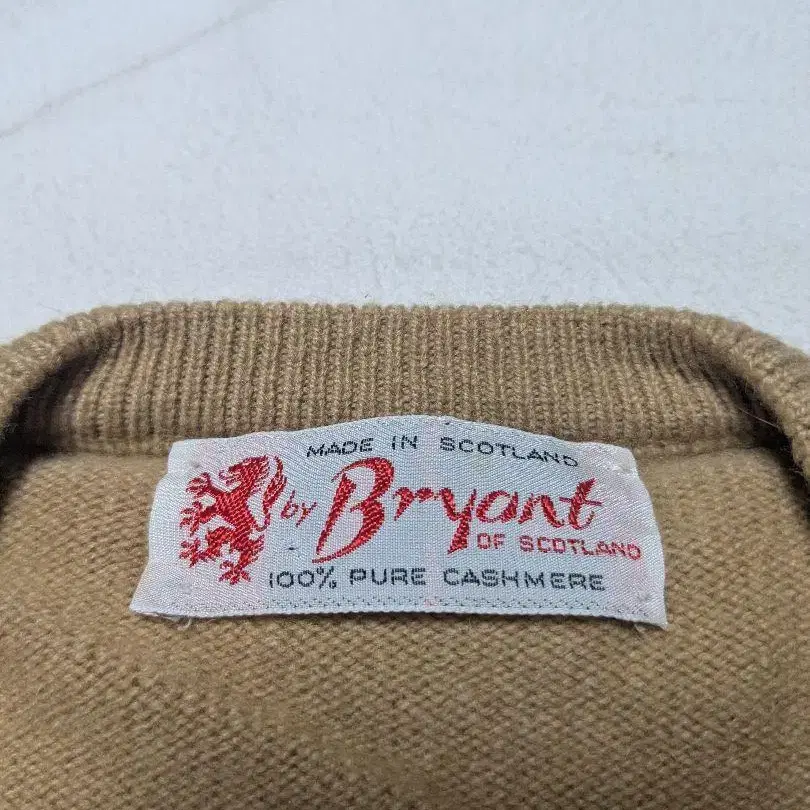 MADE IN SCOTLAND
by Bryant
OF SCOTLAND
100% PURE CASHMERE